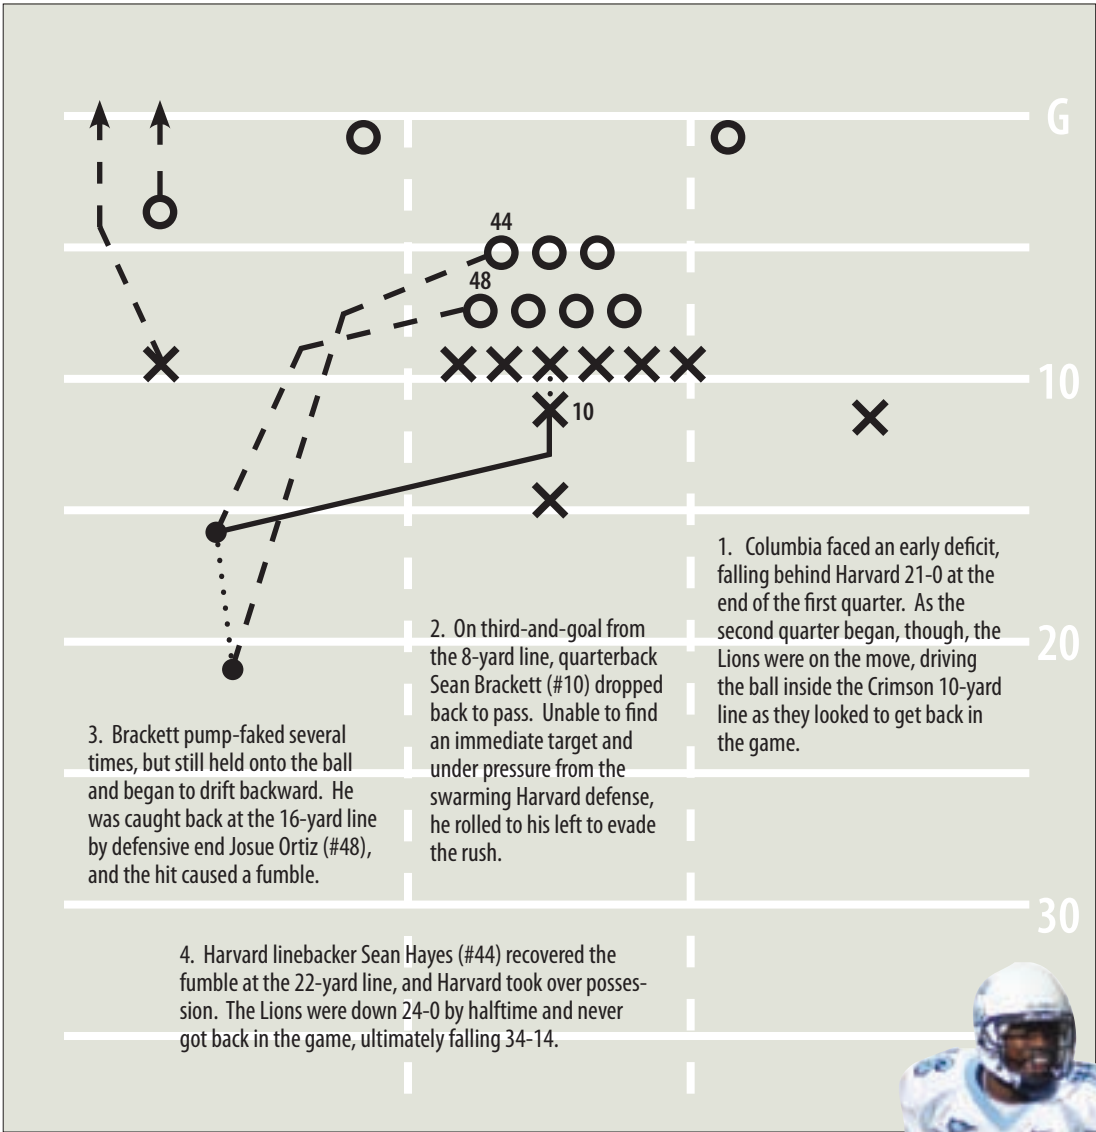 G
44
48
10
10
1. Columbia faced an early deficit,
falling behind Harvard 21-0 at the
end of the first quarter. As the
second quarter began, though, the
Lions were on the move, driving
the ball inside the Crimson 10-yard
line as they looked to get back in
the game.
20
2. On third-and-goal from
the 8-yard line, quarterback
Sean Brackett (#10) dropped
back to pass. Unable to find
an immediate target and
under pressure from the
swarming Harvard defense,
he rolled to his left to evade
the rush.
3. Brackett pump-faked several
times, but still held onto the ball
and began to drift backward. He
was caught back at the 16-yard line
by defensive end Josue Ortiz (#48),
and the hit caused a fumble.
30
4. Harvard linebacker Sean Hayes (#44) recovered the
fumble at the 22-yard line, and Harvard took over posses-
sion. The Lions were down 24-0 by halftime and never
got back in the game, ultimately falling 34-14.